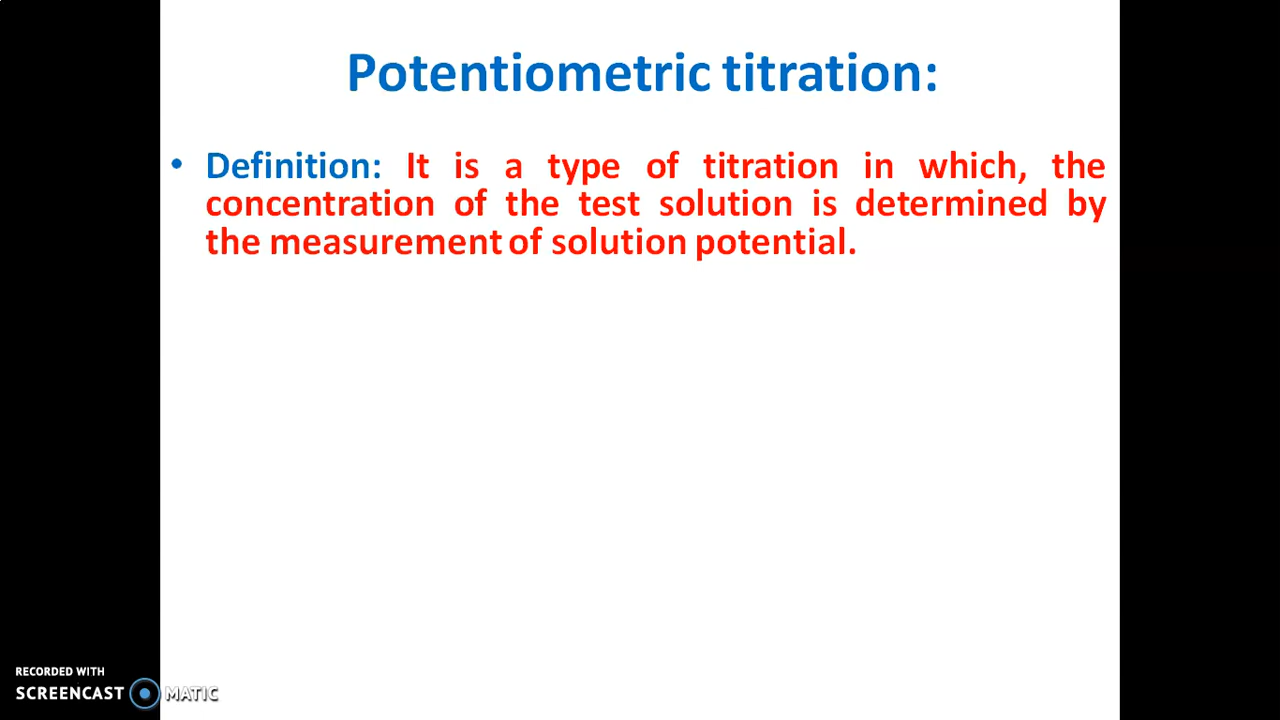 Potentiometric titration:
• Definition: It is a type of titration in which, the
concentration of the test solution is determined by
the measurement of solution potential.
RECORDED WITH
SCREENCAST MATIC